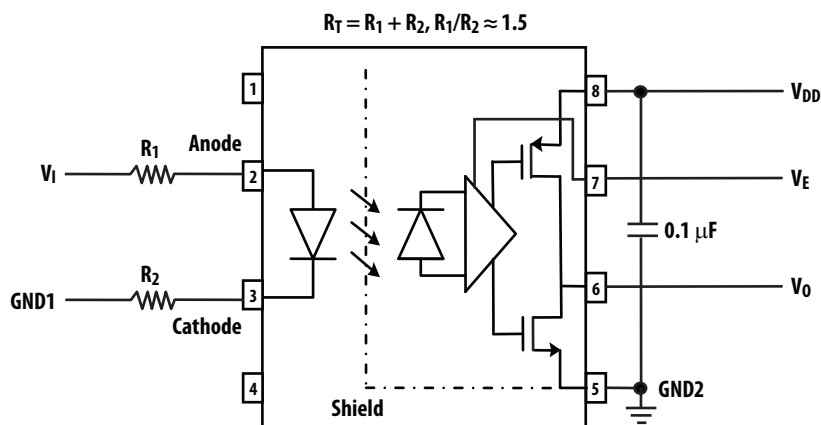 R_T = R_1 + R_2, R_1/R_2 ≈ 1.5
1
8
V_DD
R_1
Anode
V_I
2
7
V_E
0.1 μF
R_2
GND1
3
6
V_O
Cathode
4
Shield
5
GND2